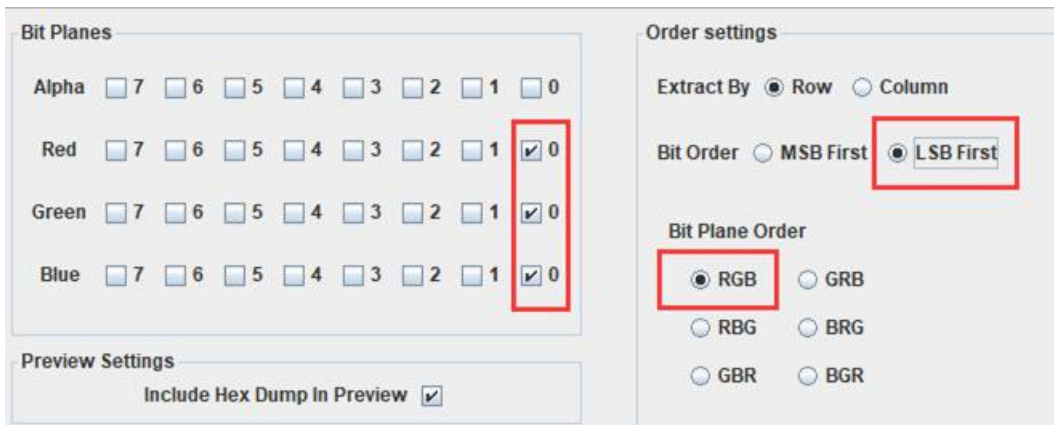 Bit Planes
Alpha 7 6 5 4 3 2 1 0
Red 7 6 5 4 3 2 1 0
Green 7 6 5 4 3 2 1 0
Blue 7 6 5 4 3 2 1 0
Preview Settings
Include Hex Dump In Preview
Order settings
Extract By Row Column
Bit Order MSB First LSB First
Bit Plane Order
RGB GRB
RBG BRG
GBR BGR